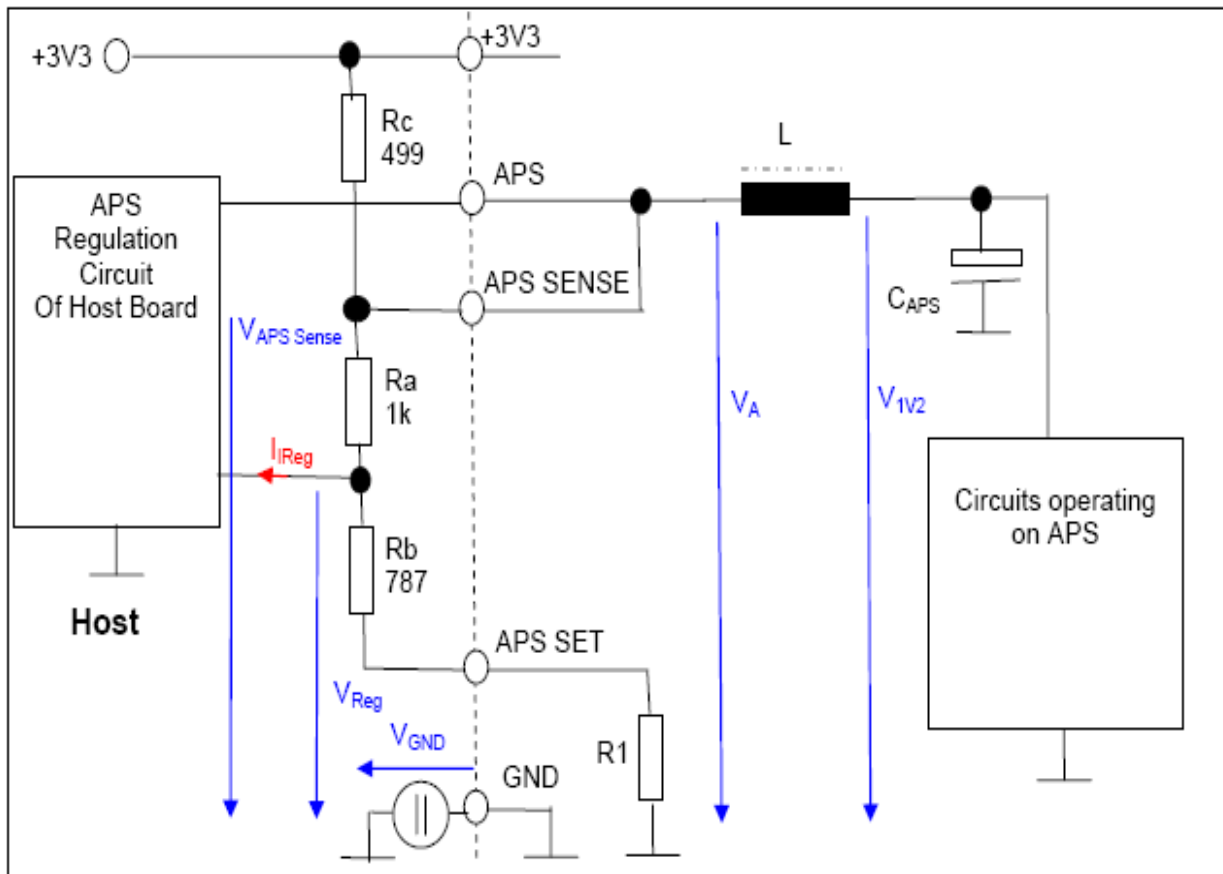 +3V3
+3V3
Rc
499
L
APS
APS
Regulation
Circuit
Of Host Board
APS SENSE
CAPS
VAPS Sense
Ra
1k
VA
V1V2
IIReg
Circuits operating
on APS
Rb
787
Host
APS SET
VReg
VGND
R1
GND